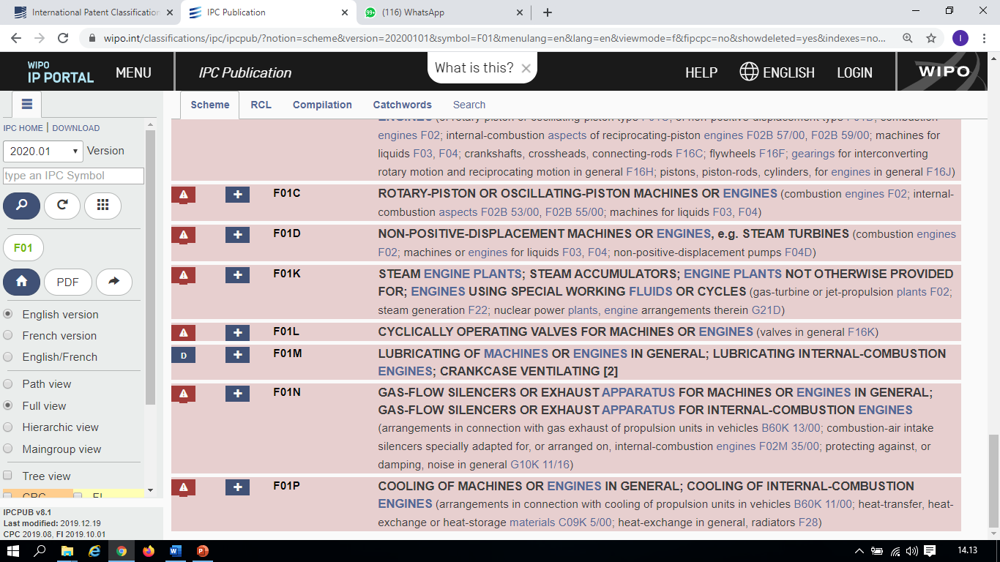 International Patent Classification
IPC Publication
(116) WhatsApp
wipo.int/classifications/ipc/ipcpub/?notion=scheme&version=20200101&symbol=F01&menulang=en&lang=en&viewmode=f&fipcpc=no&showdeleted=yes&indexes=no...
I
WIPO
IP PORTAL
MENU
IPC Publication
What is this?
HELP
ENGLISH
LOGIN
WIPO
Scheme
RCL
Compilation
Catchwords
Search
IPC HOME | DOWNLOAD
2020.01
Version
type an IPC Symbol
F01
PDF
English version
French version
English/French
Path view
Full view
Hierarchic view
Maingroup view
Tree view
CPC
FI
IPCPUB v8.1
Last modified: 2019.12.19
CPC 2019.08, FI 2019.10.01
ENGINES (of rotary-piston or oscillating-piston type F01C; of non-positive-displacement type F01D; combustion
engines F02; internal-combustion aspects of reciprocating-piston engines F02B 57/00, F02B 59/00; machines for
liquids F03, F04; crankshafts, crossheads, connecting-rods F16C; flywheels F16F; gearings for interconverting
rotary motion and reciprocating motion in general F16H; pistons, piston-rods, cylinders, for engines in general F16J)
F01C
ROTARY-PISTON OR OSCILLATING-PISTON MACHINES OR ENGINES (combustion engines F02; internal-
combustion aspects F02B 53/00, F02B 55/00; machines for liquids F03, F04)
F01D
NON-POSITIVE-DISPLACEMENT MACHINES OR ENGINES, e.g. STEAM TURBINES (combustion engines
F02; machines or engines for liquids F03, F04; non-positive-displacement pumps F04D)
F01K
STEAM ENGINE PLANTS; STEAM ACCUMULATORS; ENGINE PLANTS NOT OTHERWISE PROVIDED
FOR; ENGINES USING SPECIAL WORKING FLUIDS OR CYCLES (gas-turbine or jet-propulsion plants F02;
steam generation F22; nuclear power plants, engine arrangements therein G21D)
F01L
CYCLICALLY OPERATING VALVES FOR MACHINES OR ENGINES (valves in general F16K)
D
F01M
LUBRICATING OF MACHINES OR ENGINES IN GENERAL; LUBRICATING INTERNAL-COMBUSTION
ENGINES; CRANKCASE VENTILATING [2]
F01N
GAS-FLOW SILENCERS OR EXHAUST APPARATUS FOR MACHINES OR ENGINES IN GENERAL;
GAS-FLOW SILENCERS OR EXHAUST APPARATUS FOR INTERNAL-COMBUSTION ENGINES
(arrangements in connection with gas exhaust of propulsion units in vehicles B60K 13/00; combustion-air intake
silencers specially adapted for, or arranged on, internal-combustion engines F02M 35/00; protecting against, or
damping, noise in general G10K 11/16)
F01P
COOLING OF MACHINES OR ENGINES IN GENERAL; COOLING OF INTERNAL-COMBUSTION
ENGINES (arrangements in connection with cooling of propulsion units in vehicles B60K 11/00; heat-transfer, heat-
exchange or heat-storage materials C09K 5/00; heat-exchange in general, radiators F28)
14.13